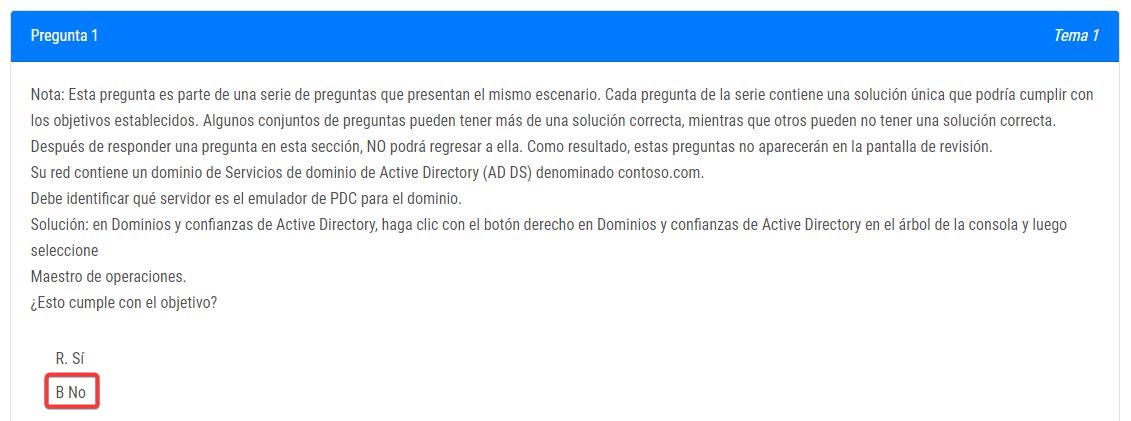 Pregunta 1
Tema 1
Nota: Esta pregunta es parte de una serie de preguntas que presentan el mismo escenario. Cada pregunta de la serie contiene una solución única que podría cumplir con
los objetivos establecidos. Algunos conjuntos de preguntas pueden tener más de una solución correcta, mientras que otros pueden no tener una solución correcta.
Después de responder una pregunta en esta sección, NO podrá regresar a ella. Como resultado, estas preguntas no aparecerán en la pantalla de revisión.
Su red contiene un dominio de Servicios de dominio de Active Directory (AD DS) denominado contoso.com.
Debe identificar qué servidor es el emulador de PDC para el dominio.
Solución: en Dominios y confianzas de Active Directory, haga clic con el botón derecho en Dominios y confianzas de Active Directory en el árbol de la consola y luego
seleccione
Maestro de operaciones.
¿Esto cumple con el objetivo?
R. Sí
B No